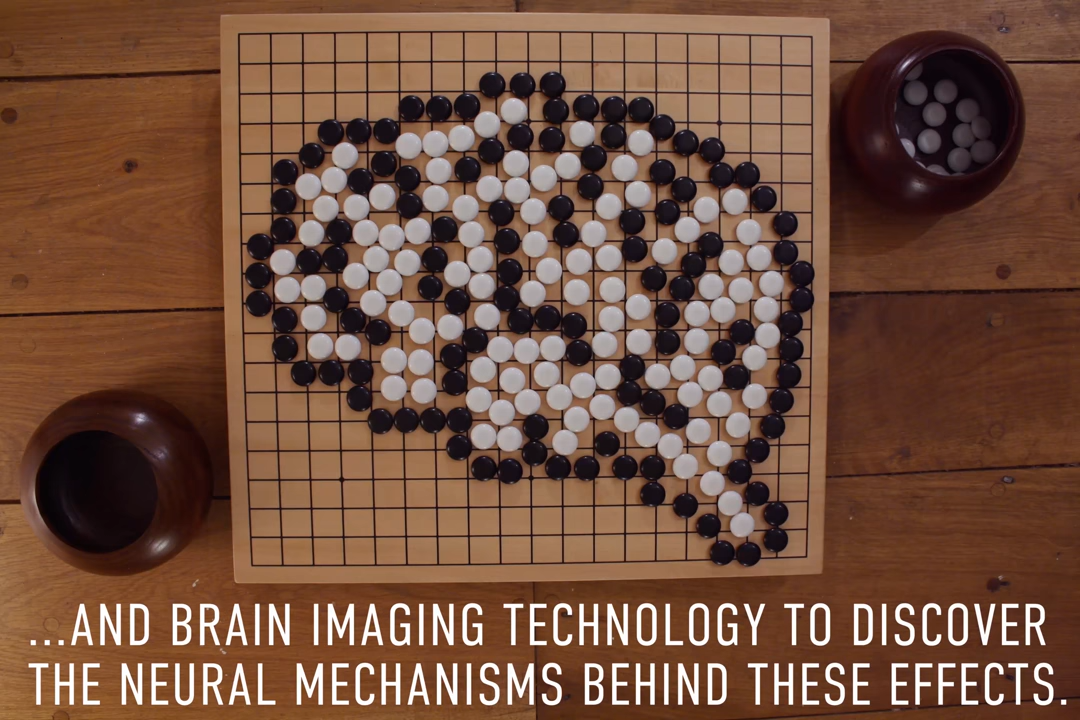 ...AND BRAIN IMAGING TECHNOLOGY TO DISCOVER
THE NEURAL MECHANISMS BEHIND THESE EFFECTS.